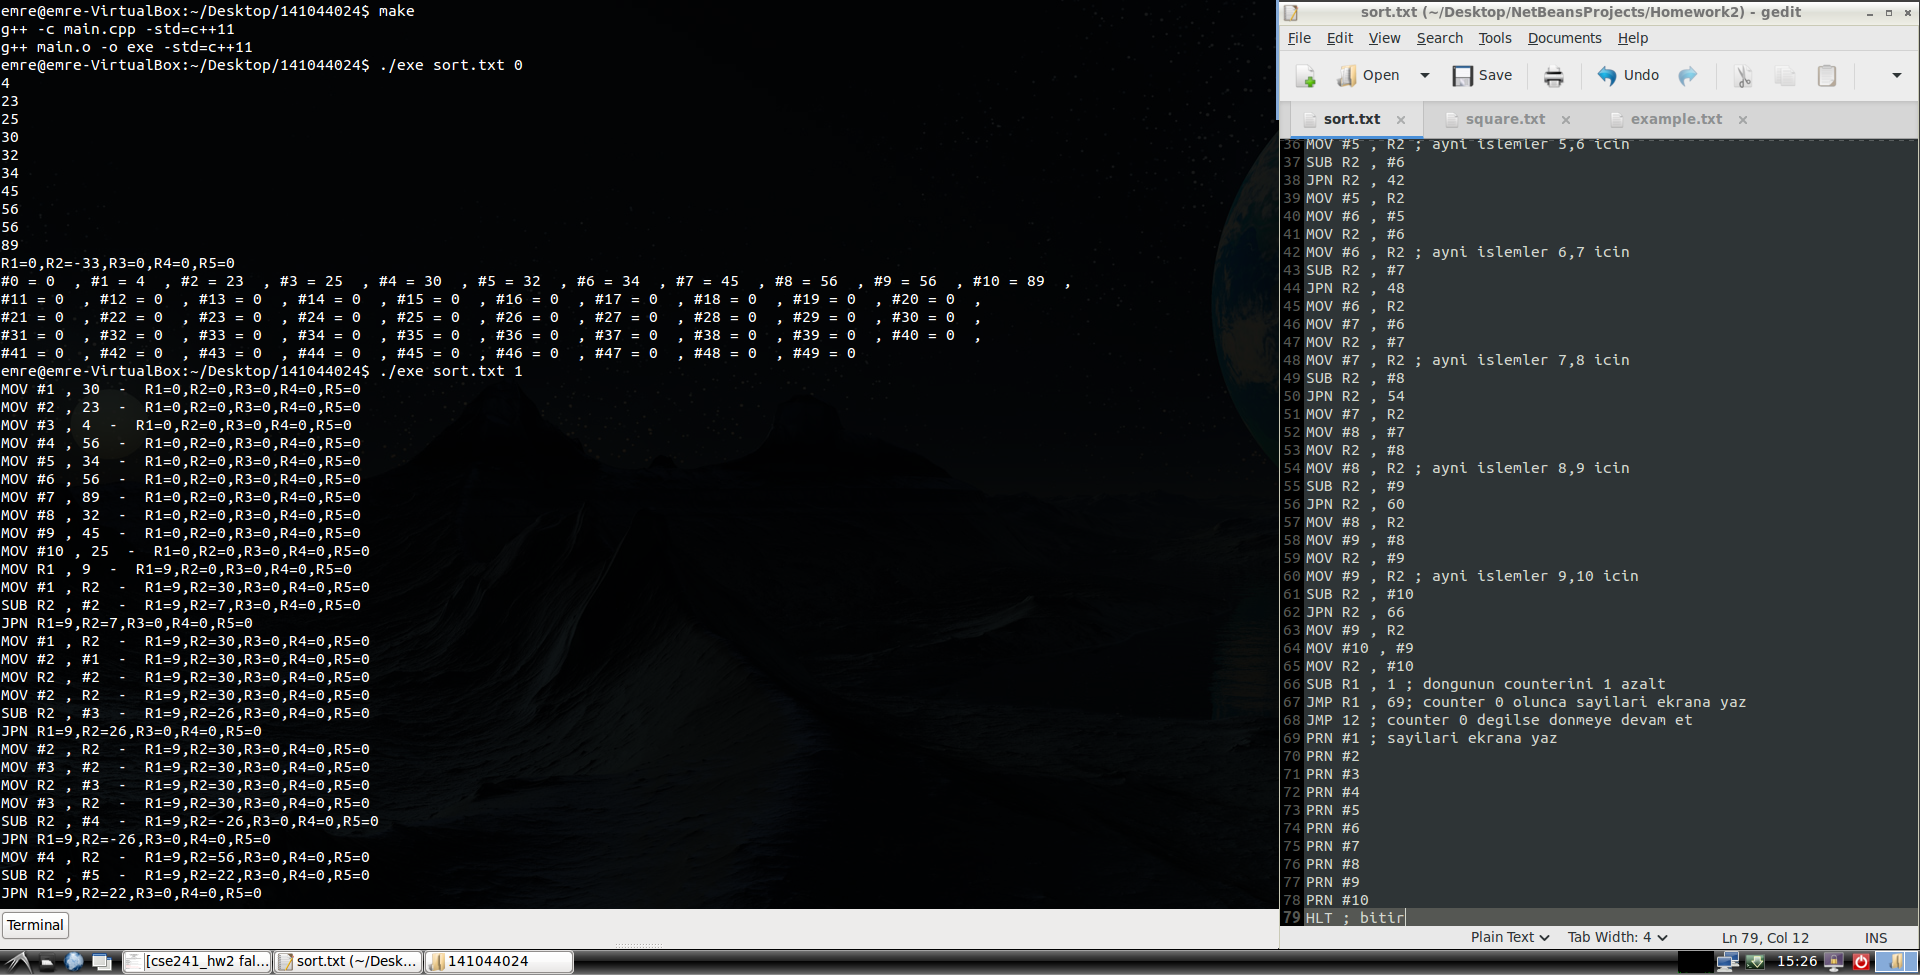 emre@emre-VirtualBox:~/Desktop/141044024$ make
g++ -c main.cpp -std=c++11
g++ main.o -o exe -std=c++11
emre@emre-VirtualBox:~/Desktop/141044024$ ./exe sort.txt 0
4
23
25
30
32
34
45
56
56
89
R1=0,R2=-33,R3=0,R4=0,R5=0
#0 = 0  , #1 = 4  , #2 = 23  , #3 = 25  , #4 = 30  , #5 = 32  , #6 = 34  , #7 = 45  , #8 = 56  , #9 = 56  , #10 = 89  ,
#11 = 0  , #12 = 0  , #13 = 0  , #14 = 0  , #15 = 0  , #16 = 0  , #17 = 0  , #18 = 0  , #19 = 0  , #20 = 0  ,
#21 = 0  , #22 = 0  , #23 = 0  , #24 = 0  , #25 = 0  , #26 = 0  , #27 = 0  , #28 = 0  , #29 = 0  , #30 = 0  ,
#31 = 0  , #32 = 0  , #33 = 0  , #34 = 0  , #35 = 0  , #36 = 0  , #37 = 0  , #38 = 0  , #39 = 0  , #40 = 0  ,
#41 = 0  , #42 = 0  , #43 = 0  , #44 = 0  , #45 = 0  , #46 = 0  , #47 = 0  , #48 = 0  , #49 = 0
emre@emre-VirtualBox:~/Desktop/141044024$ ./exe sort.txt 1
MOV #1 , 30  -  R1=0,R2=0,R3=0,R4=0,R5=0
MOV #2 , 23  -  R1=0,R2=0,R3=0,R4=0,R5=0
MOV #3 , 4  -  R1=0,R2=0,R3=0,R4=0,R5=0
MOV #4 , 56  -  R1=0,R2=0,R3=0,R4=0,R5=0
MOV #5 , 34  -  R1=0,R2=0,R3=0,R4=0,R5=0
MOV #6 , 56  -  R1=0,R2=0,R3=0,R4=0,R5=0
MOV #7 , 89  -  R1=0,R2=0,R3=0,R4=0,R5=0
MOV #8 , 32  -  R1=0,R2=0,R3=0,R4=0,R5=0
MOV #9 , 45  -  R1=0,R2=0,R3=0,R4=0,R5=0
MOV #10 , 25  -  R1=0,R2=0,R3=0,R4=0,R5=0
MOV R1 , 9  -  R1=9,R2=0,R3=0,R4=0,R5=0
MOV #1 , R2  -  R1=9,R2=30,R3=0,R4=0,R5=0
SUB R2 , #2  -  R1=9,R2=7,R3=0,R4=0,R5=0
JPN R1=9,R2=7,R3=0,R4=0,R5=0
MOV #1 , R2  -  R1=9,R2=30,R3=0,R4=0,R5=0
MOV #2 , #1  -  R1=9,R2=30,R3=0,R4=0,R5=0
MOV R2 , #2  -  R1=9,R2=30,R3=0,R4=0,R5=0
MOV #2 , R2  -  R1=9,R2=30,R3=0,R4=0,R5=0
SUB R2 , #3  -  R1=9,R2=26,R3=0,R4=0,R5=0
JPN R1=9,R2=26,R3=0,R4=0,R5=0
MOV #2 , R2  -  R1=9,R2=30,R3=0,R4=0,R5=0
MOV #3 , #2  -  R1=9,R2=30,R3=0,R4=0,R5=0
MOV R2 , #3  -  R1=9,R2=30,R3=0,R4=0,R5=0
MOV #3 , R2  -  R1=9,R2=30,R3=0,R4=0,R5=0
SUB R2 , #4  -  R1=9,R2=-26,R3=0,R4=0,R5=0
JPN R1=9,R2=-26,R3=0,R4=0,R5=0
MOV #4 , R2  -  R1=9,R2=56,R3=0,R4=0,R5=0
SUB R2 , #5  -  R1=9,R2=22,R3=0,R4=0,R5=0
JPN R1=9,R2=22,R3=0,R4=0,R5=0
Terminal
sort.txt (~/Desktop/NetBeansProjects/Homework2) - gedit
File Edit View Search Tools Documents Help
Open Save Undo
sort.txt square.txt example.txt
36 MOV #5 , R2 ; ayni islemler 5,6 icin
37 SUB R2 , #6
38 JPN R2 , 42
39 MOV #5 , R2
40 MOV #6 , #5
41 MOV R2 , #6
42 MOV #6 , R2 ; ayni islemler 6,7 icin
43 SUB R2 , #7
44 JPN R2 , 48
45 MOV #6 , R2
46 MOV #7 , #6
47 MOV R2 , #7
48 MOV #7 , R2 ; ayni islemler 7,8 icin
49 SUB R2 , #8
50 JPN R2 , 54
51 MOV #7 , R2
52 MOV #8 , #7
53 MOV R2 , #8
54 MOV #8 , R2 ; ayni islemler 8,9 icin
55 SUB R2 , #9
56 JPN R2 , 60
57 MOV #8 , R2
58 MOV #9 , #8
59 MOV R2 , #9
60 MOV #9 , R2 ; ayni islemler 9,10 icin
61 SUB R2 , #10
62 JPN R2 , 66
63 MOV #9 , R2
64 MOV #10 , #9
65 MOV R2 , #10
66 SUB R1 , 1 ; dongunun counterini 1 azalt
67 JMP R1 , 69; counter 0 olunca sayilari ekrana yaz
68 JMP 12 ; counter 0 degilse donmeye devam et
69 PRN #1 ; sayilari ekrana yaz
70 PRN #2
71 PRN #3
72 PRN #4
73 PRN #5
74 PRN #6
75 PRN #7
76 PRN #8
77 PRN #9
78 PRN #10
79 HLT ; bitir
Plain Text Tab Width: 4 Ln 79, Col 12 INS
[cse241_hw2 fal... sort.txt (~/Desk... 141044024 15:26